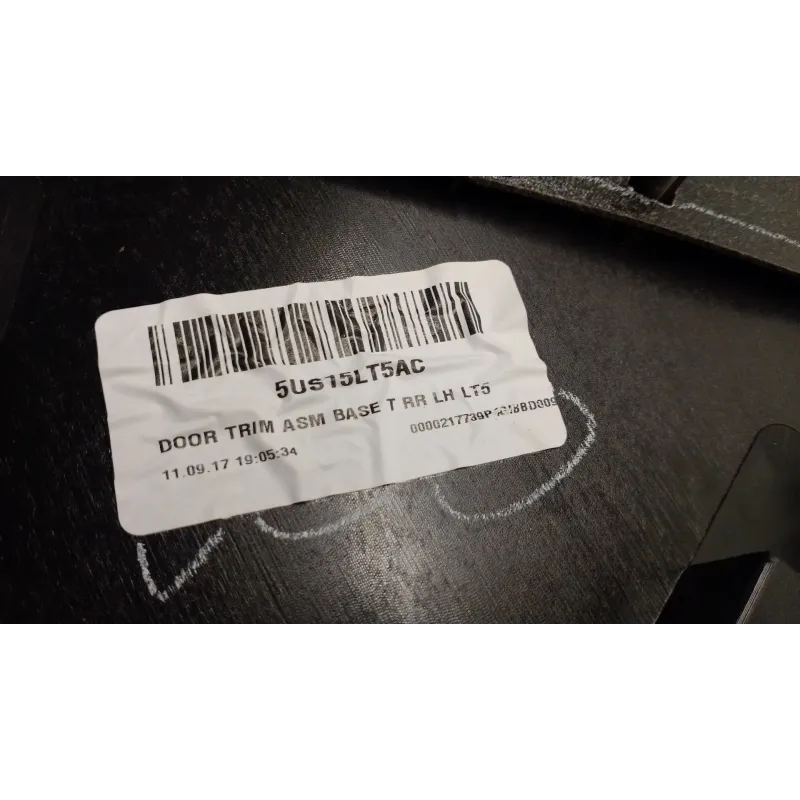 5US15LT5AC
DOOR TRIM ASM BASE T RR LH LT5
11.09.17 19:05:34